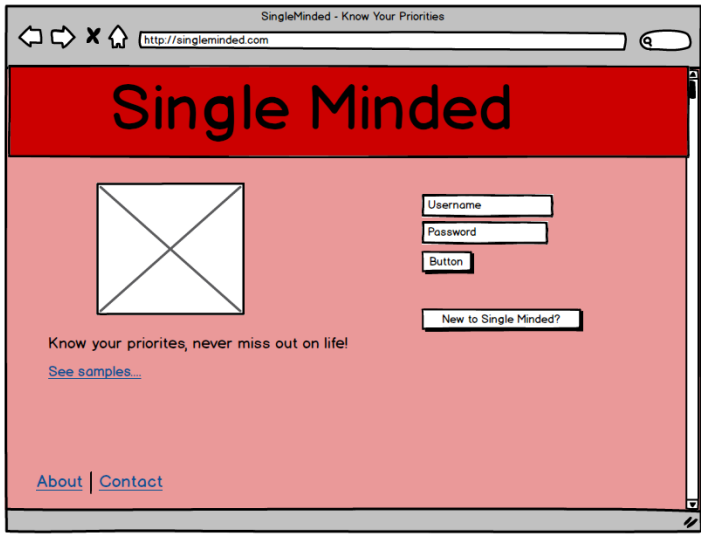 SingleMinded - Know Your Priorities
http://singleminded.com
Single Minded
Username
Password
Button
New to Single Minded?
Know your priorites, never miss out on life!
See samples....
About | Contact